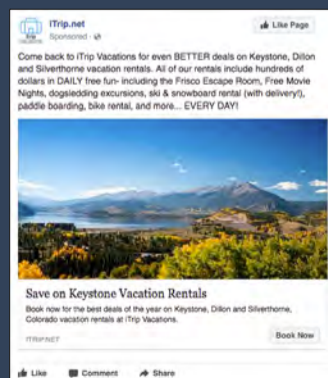 iTrip.net
Like Page
Sponsored ·
Come back to iTrip Vacations for even BETTER deals on Keystone, Dillon
and Silverthorne vacation rentals. All of our rentals include hundreds of
dollars in DAILY free fun- including the Frisco Escape Room, Free Movie
Nights, dogsledding excursions, ski & snowboard rental (with delivery!),
paddle boarding, bike rental, and more... EVERY DAY!
Save on Keystone Vacation Rentals
Book now for the best deals of the year on Keystone, Dillon and Silverthorne,
Colorado vacation rentals at iTrip Vacations.
ITRIP.NET
Book Now
Like
Comment
Share